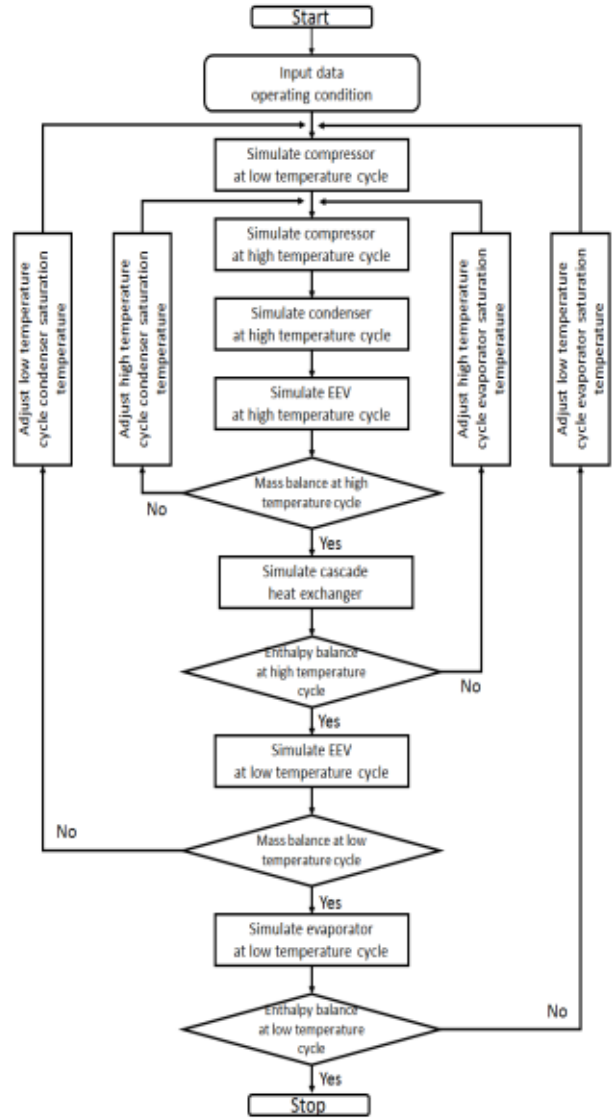 Start
Input data
operating condition
Simulate compressor
at low temperature cycle
Simulate compressor
at high temperature cycle
Simulate condenser
at high temperature cycle
Simulate EEV
at high temperature cycle
Adjust low temperature
cycle condenser saturation
temperature
Adjust high temperature
cycle condenser saturation
temperature
Adjust high temperature
cycle evaporator saturation
temperature
Adjust low temperature
cycle evaporator saturation
temperature
Mass balance at high
temperature cycle
No
Yes
Simulate cascade
heat exchanger
Enthalpy balance
at high temperature
cycle
No
Yes
Simulate EEV
at low temperature cycle
No
Mass balance at low
temperature cycle
Yes
Simulate evaporator
at low temperature cycle
Enthalpy balance
at low temperature
cycle
No
Yes
Stop